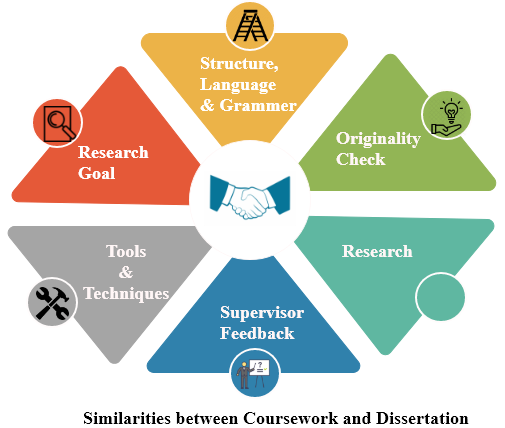 Structure,
Language
& Grammer
Originality
Check
Research
Goal
Research
Tools
&
Techniques
Supervisor
Feedback
?
Similarities between Coursework and Dissertation